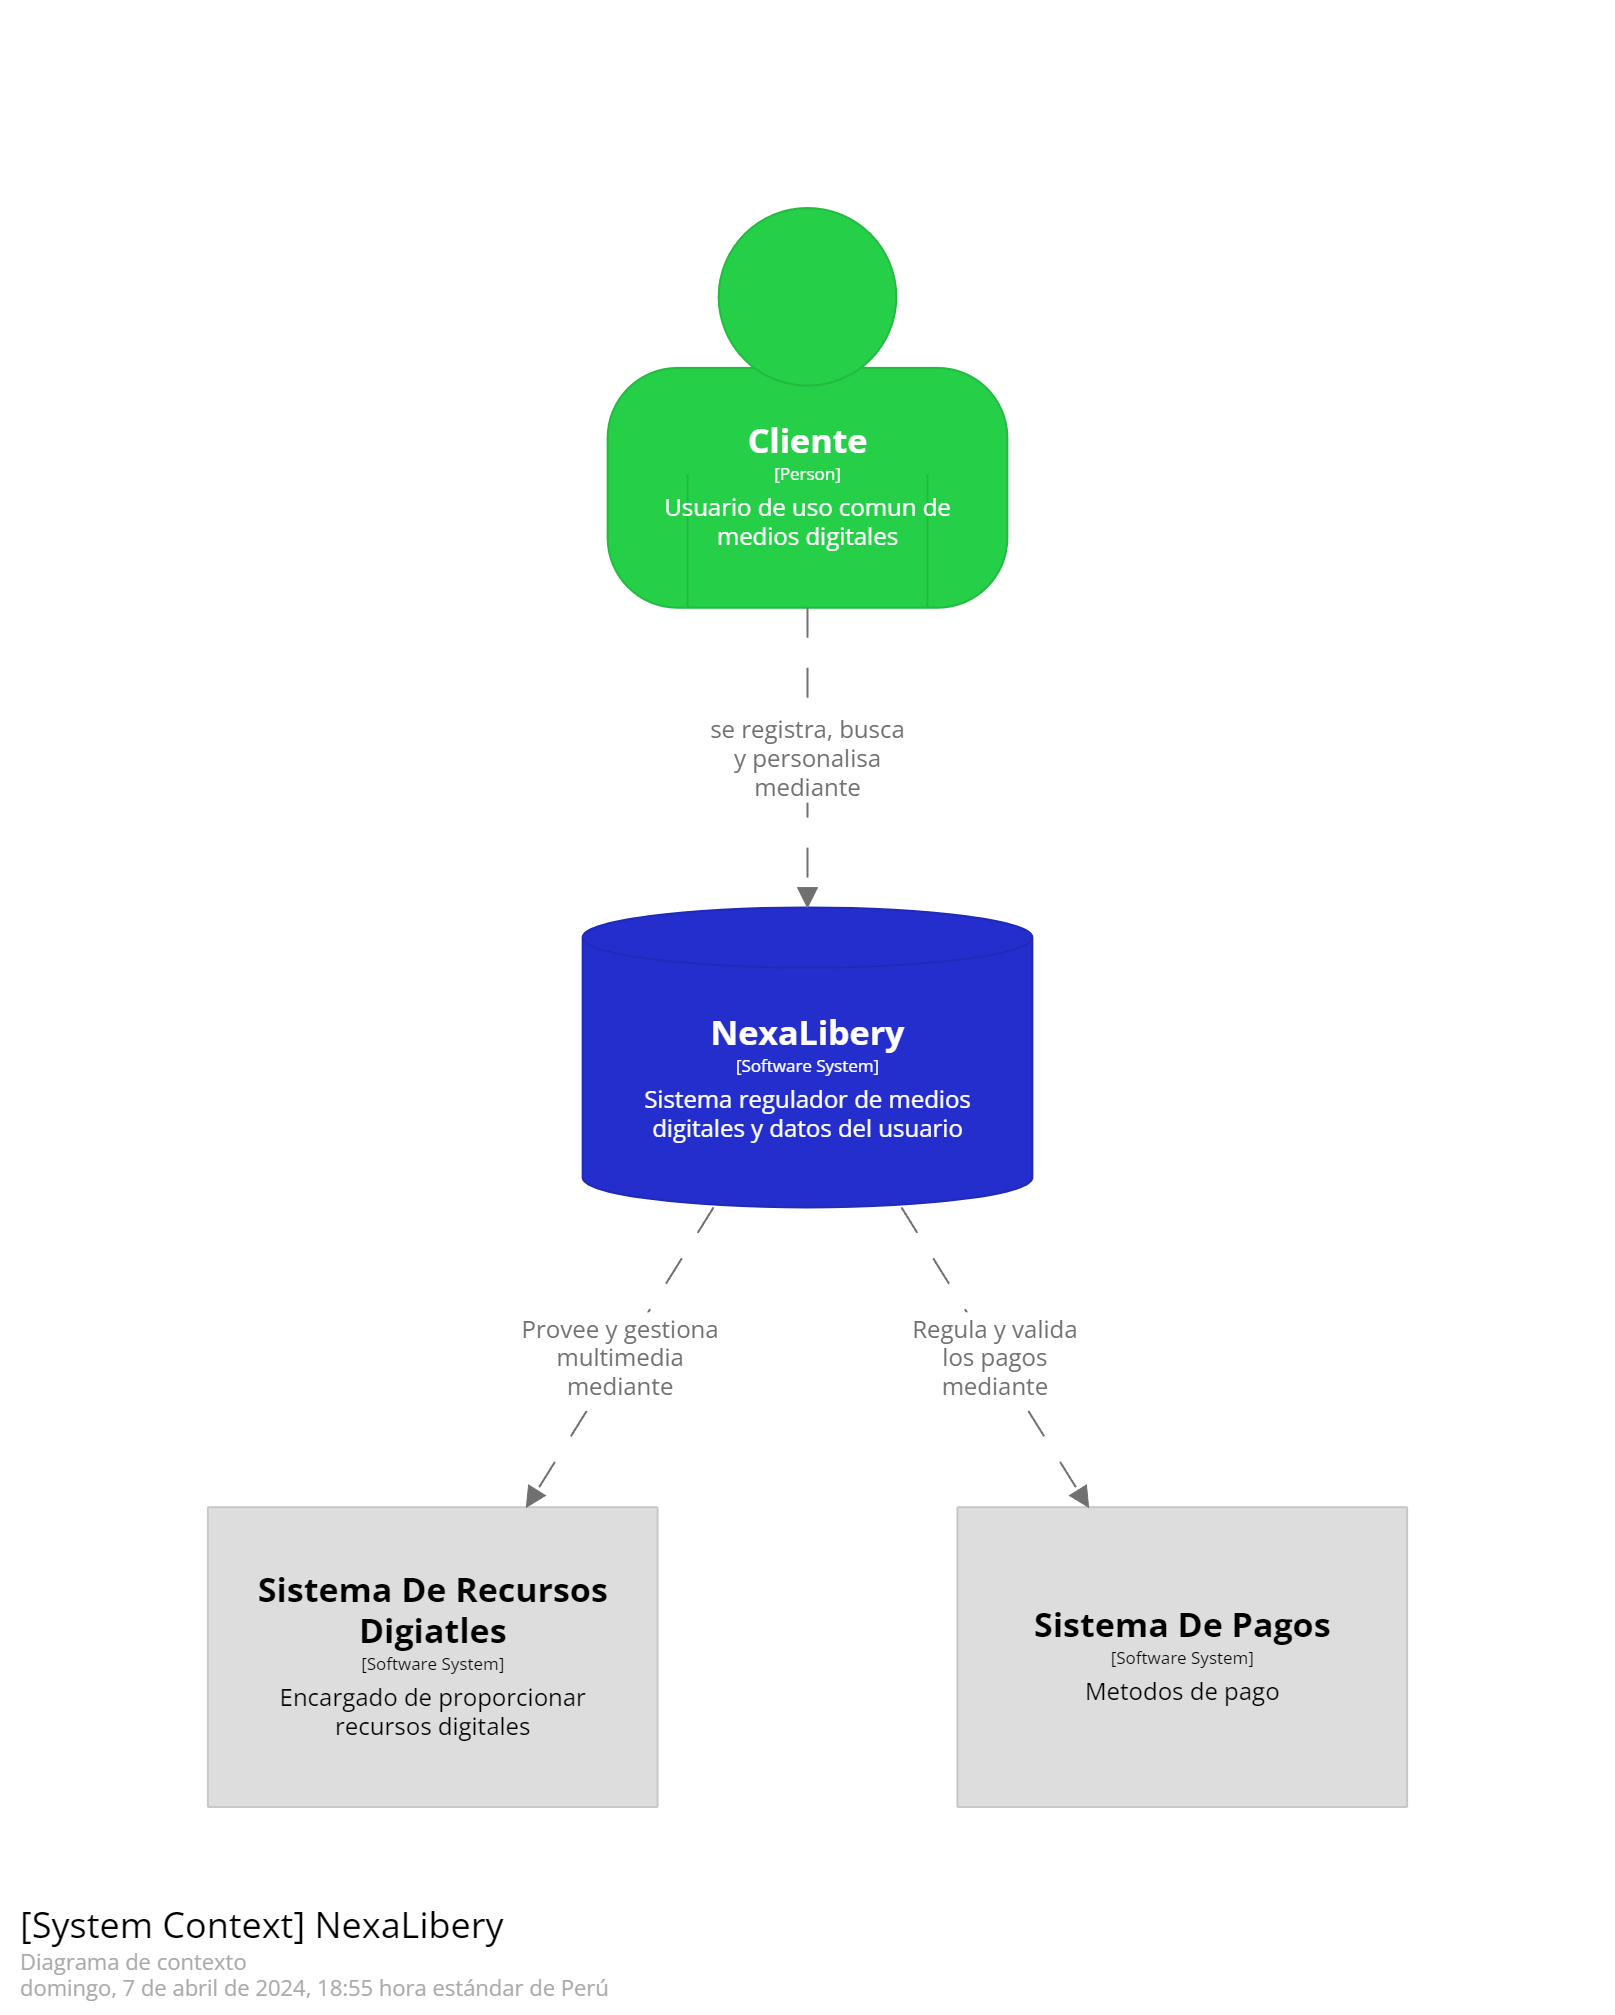 Cliente
[Person]
Usuario de uso comun de
medios digitales
se registra, busca
y personalisa
mediante
NexaLibery
[Software System]
Sistema regulador de medios
digitales y datos del usuario
Provee y gestiona
multimedia
mediante
Regula y valida
los pagos
mediante
Sistema De Recursos
Digiatles
[Software System]
Encargado de proporcionar
recursos digitales
Sistema De Pagos
[Software System]
Metodos de pago
[System Context] NexaLibery
Diagrama de contexto
domingo, 7 de abril de 2024, 18:55 hora estándar de Perú